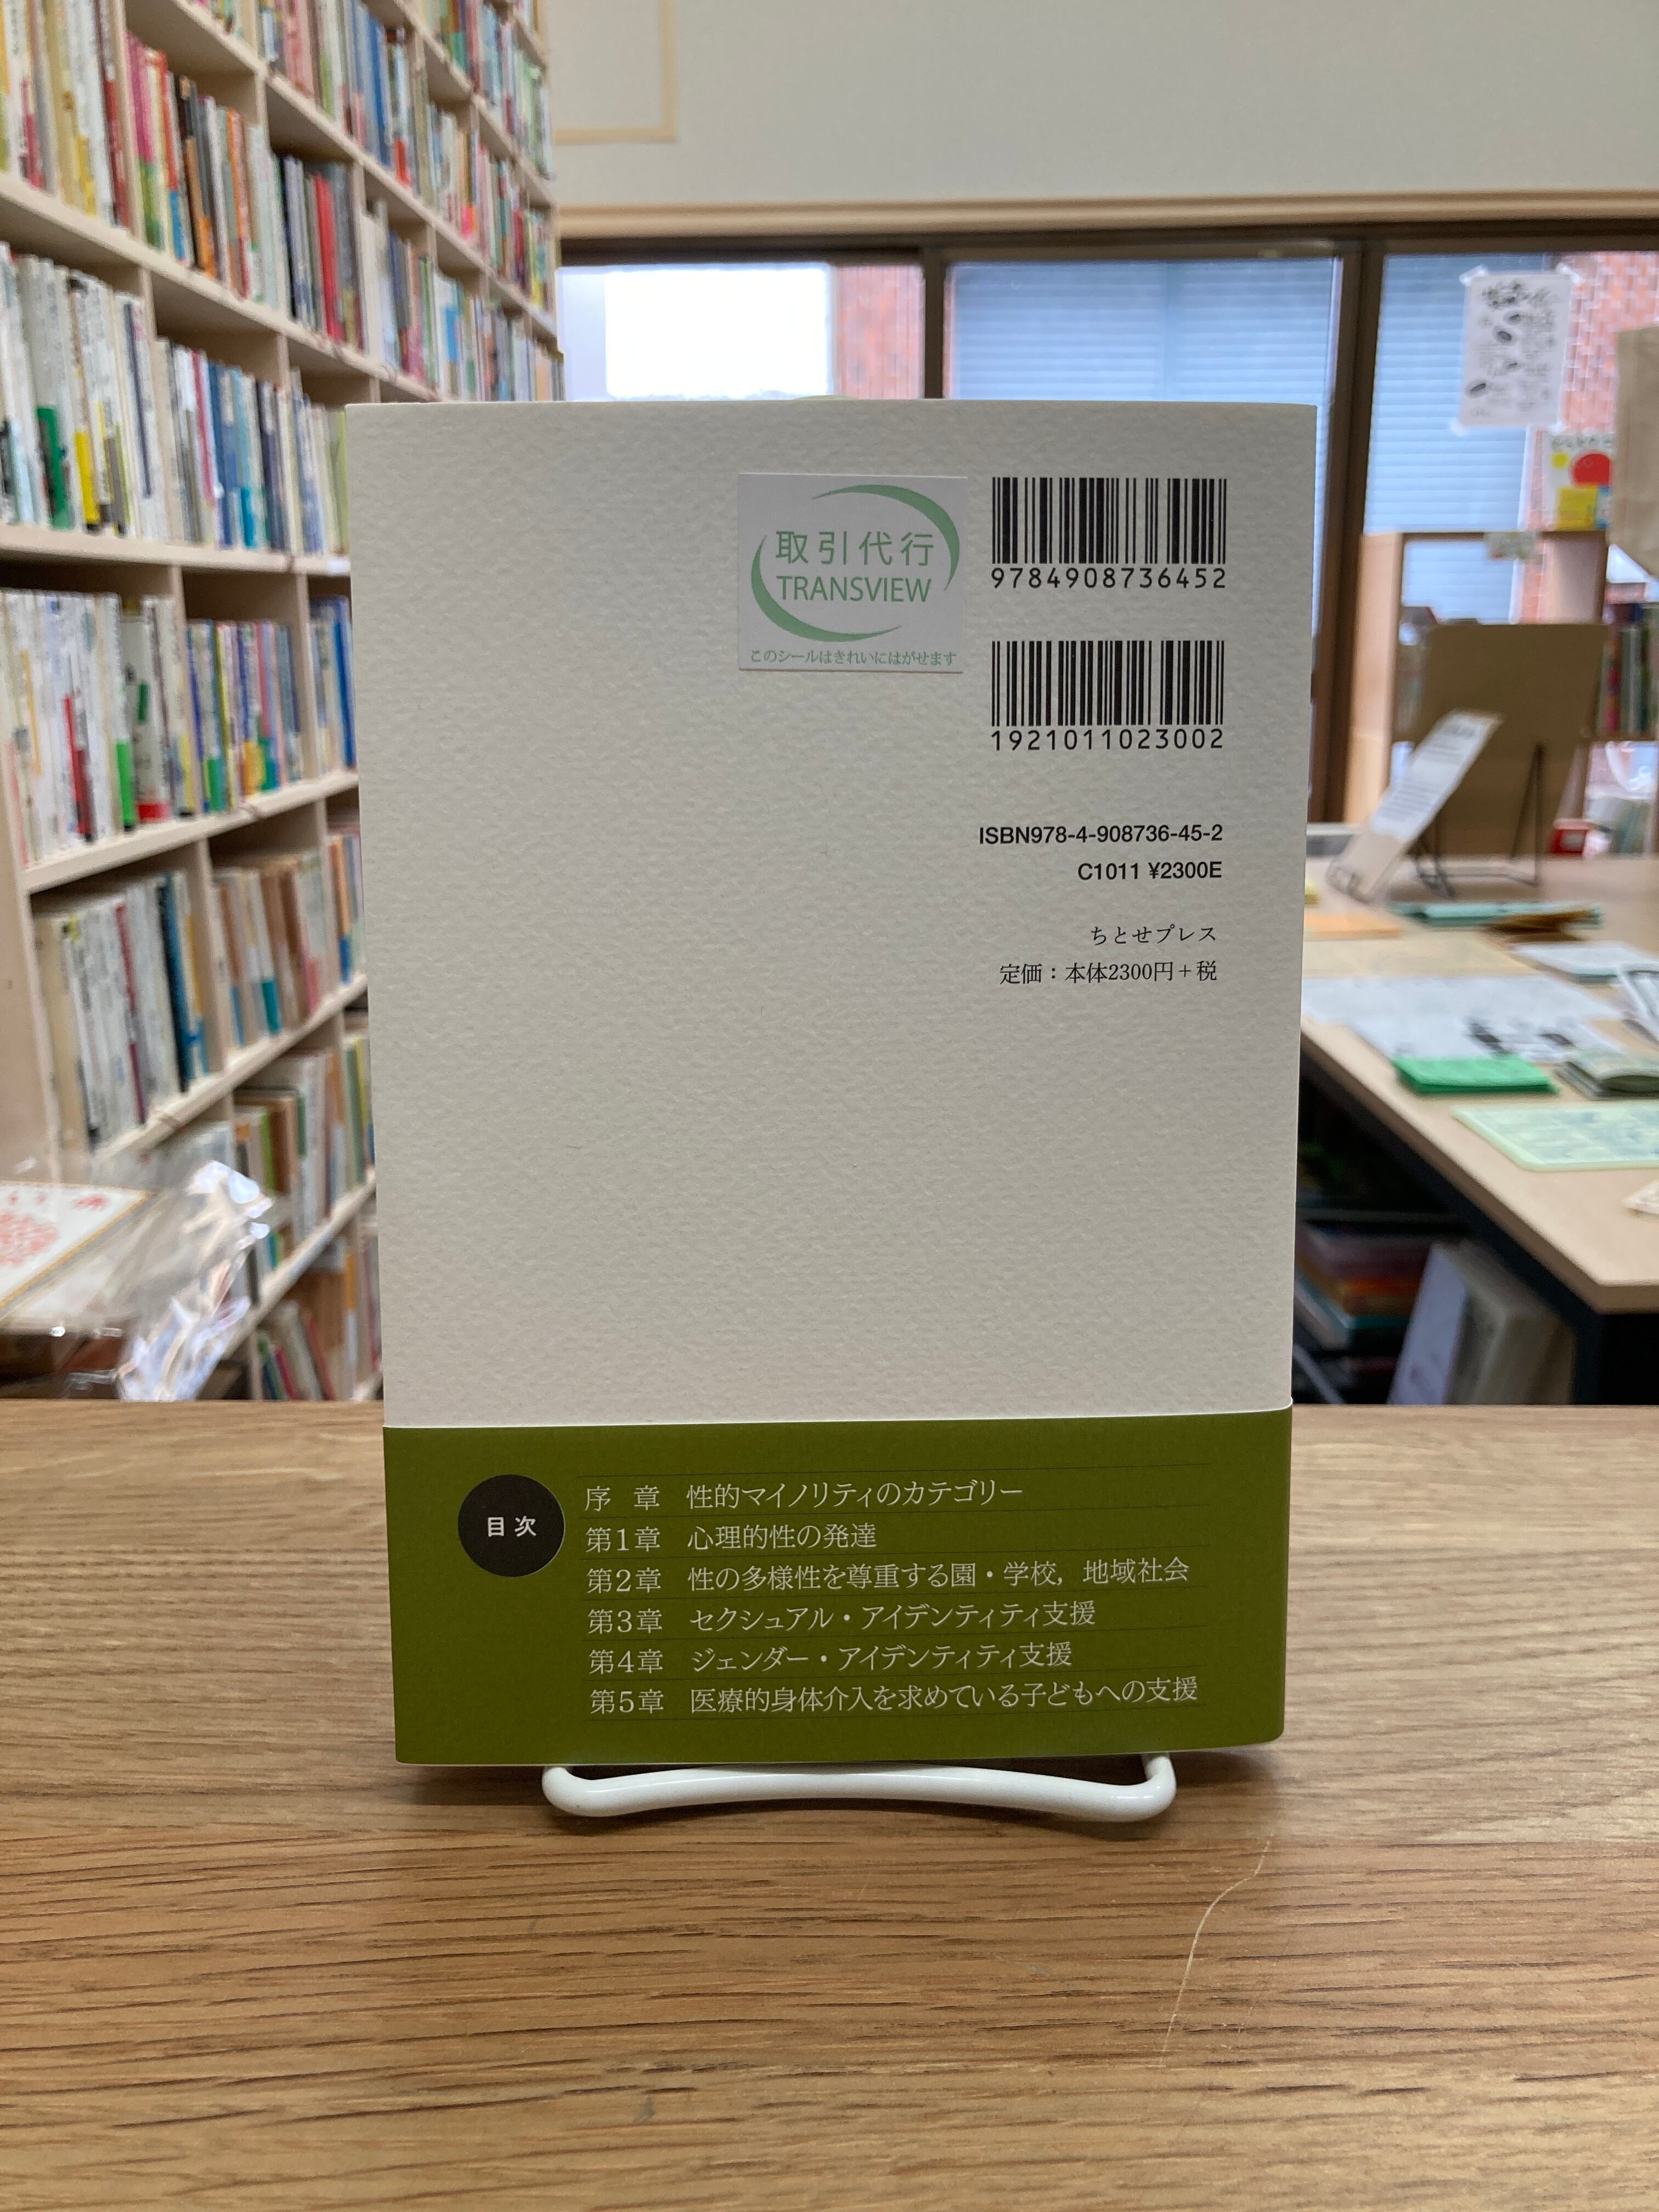 取引代行
TRANSVIEW
このシールはきれいにはがせます
9784908736452
1921011023002
ISBN978-4-908736-45-2
C1011 ¥2300E
ちとせプレス
定価：本体2300円＋税
目次
序 章 性的マイノリティのカテゴリー
第1章 心理的性の発達
第2章 性の多様性を尊重する園・学校，地域社会
第3章 セクシュアル・アイデンティティ支援
第4章 ジェンダー・アイデンティティ支援
第5章 医療的身体介入を求めている子どもへの支援